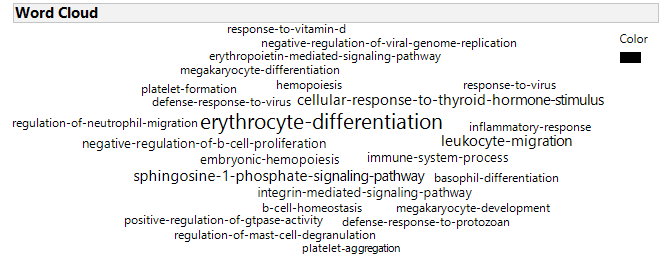 Word Cloud
response-to-vitamin-d
Color
negative-regulation-of-viral-genome-replication
erythropoietin-mediated-signaling-pathway
megakaryocyte-differentiation
platelet-formation
hemopoiesis
response-to-virus
defense-response-to-virus
cellular-response-to-thyroid-hormone-stimulus
regulation-of-neutrophil-migration
erythrocyte-differentiation
inflammatory-response
negative-regulation-of-b-cell-proliferation
leukocyte-migration
embryonic-hemopoiesis
immune-system-process
sphingosine-1-phosphate-signaling-pathway
basophil-differentiation
integrin-mediated-signaling-pathway
b-cell-homeostasis
megakaryocyte-development
positive-regulation-of-gtpase-activity
defense-response-to-protozoan
regulation-of-mast-cell-degranulation
platelet-aggregation